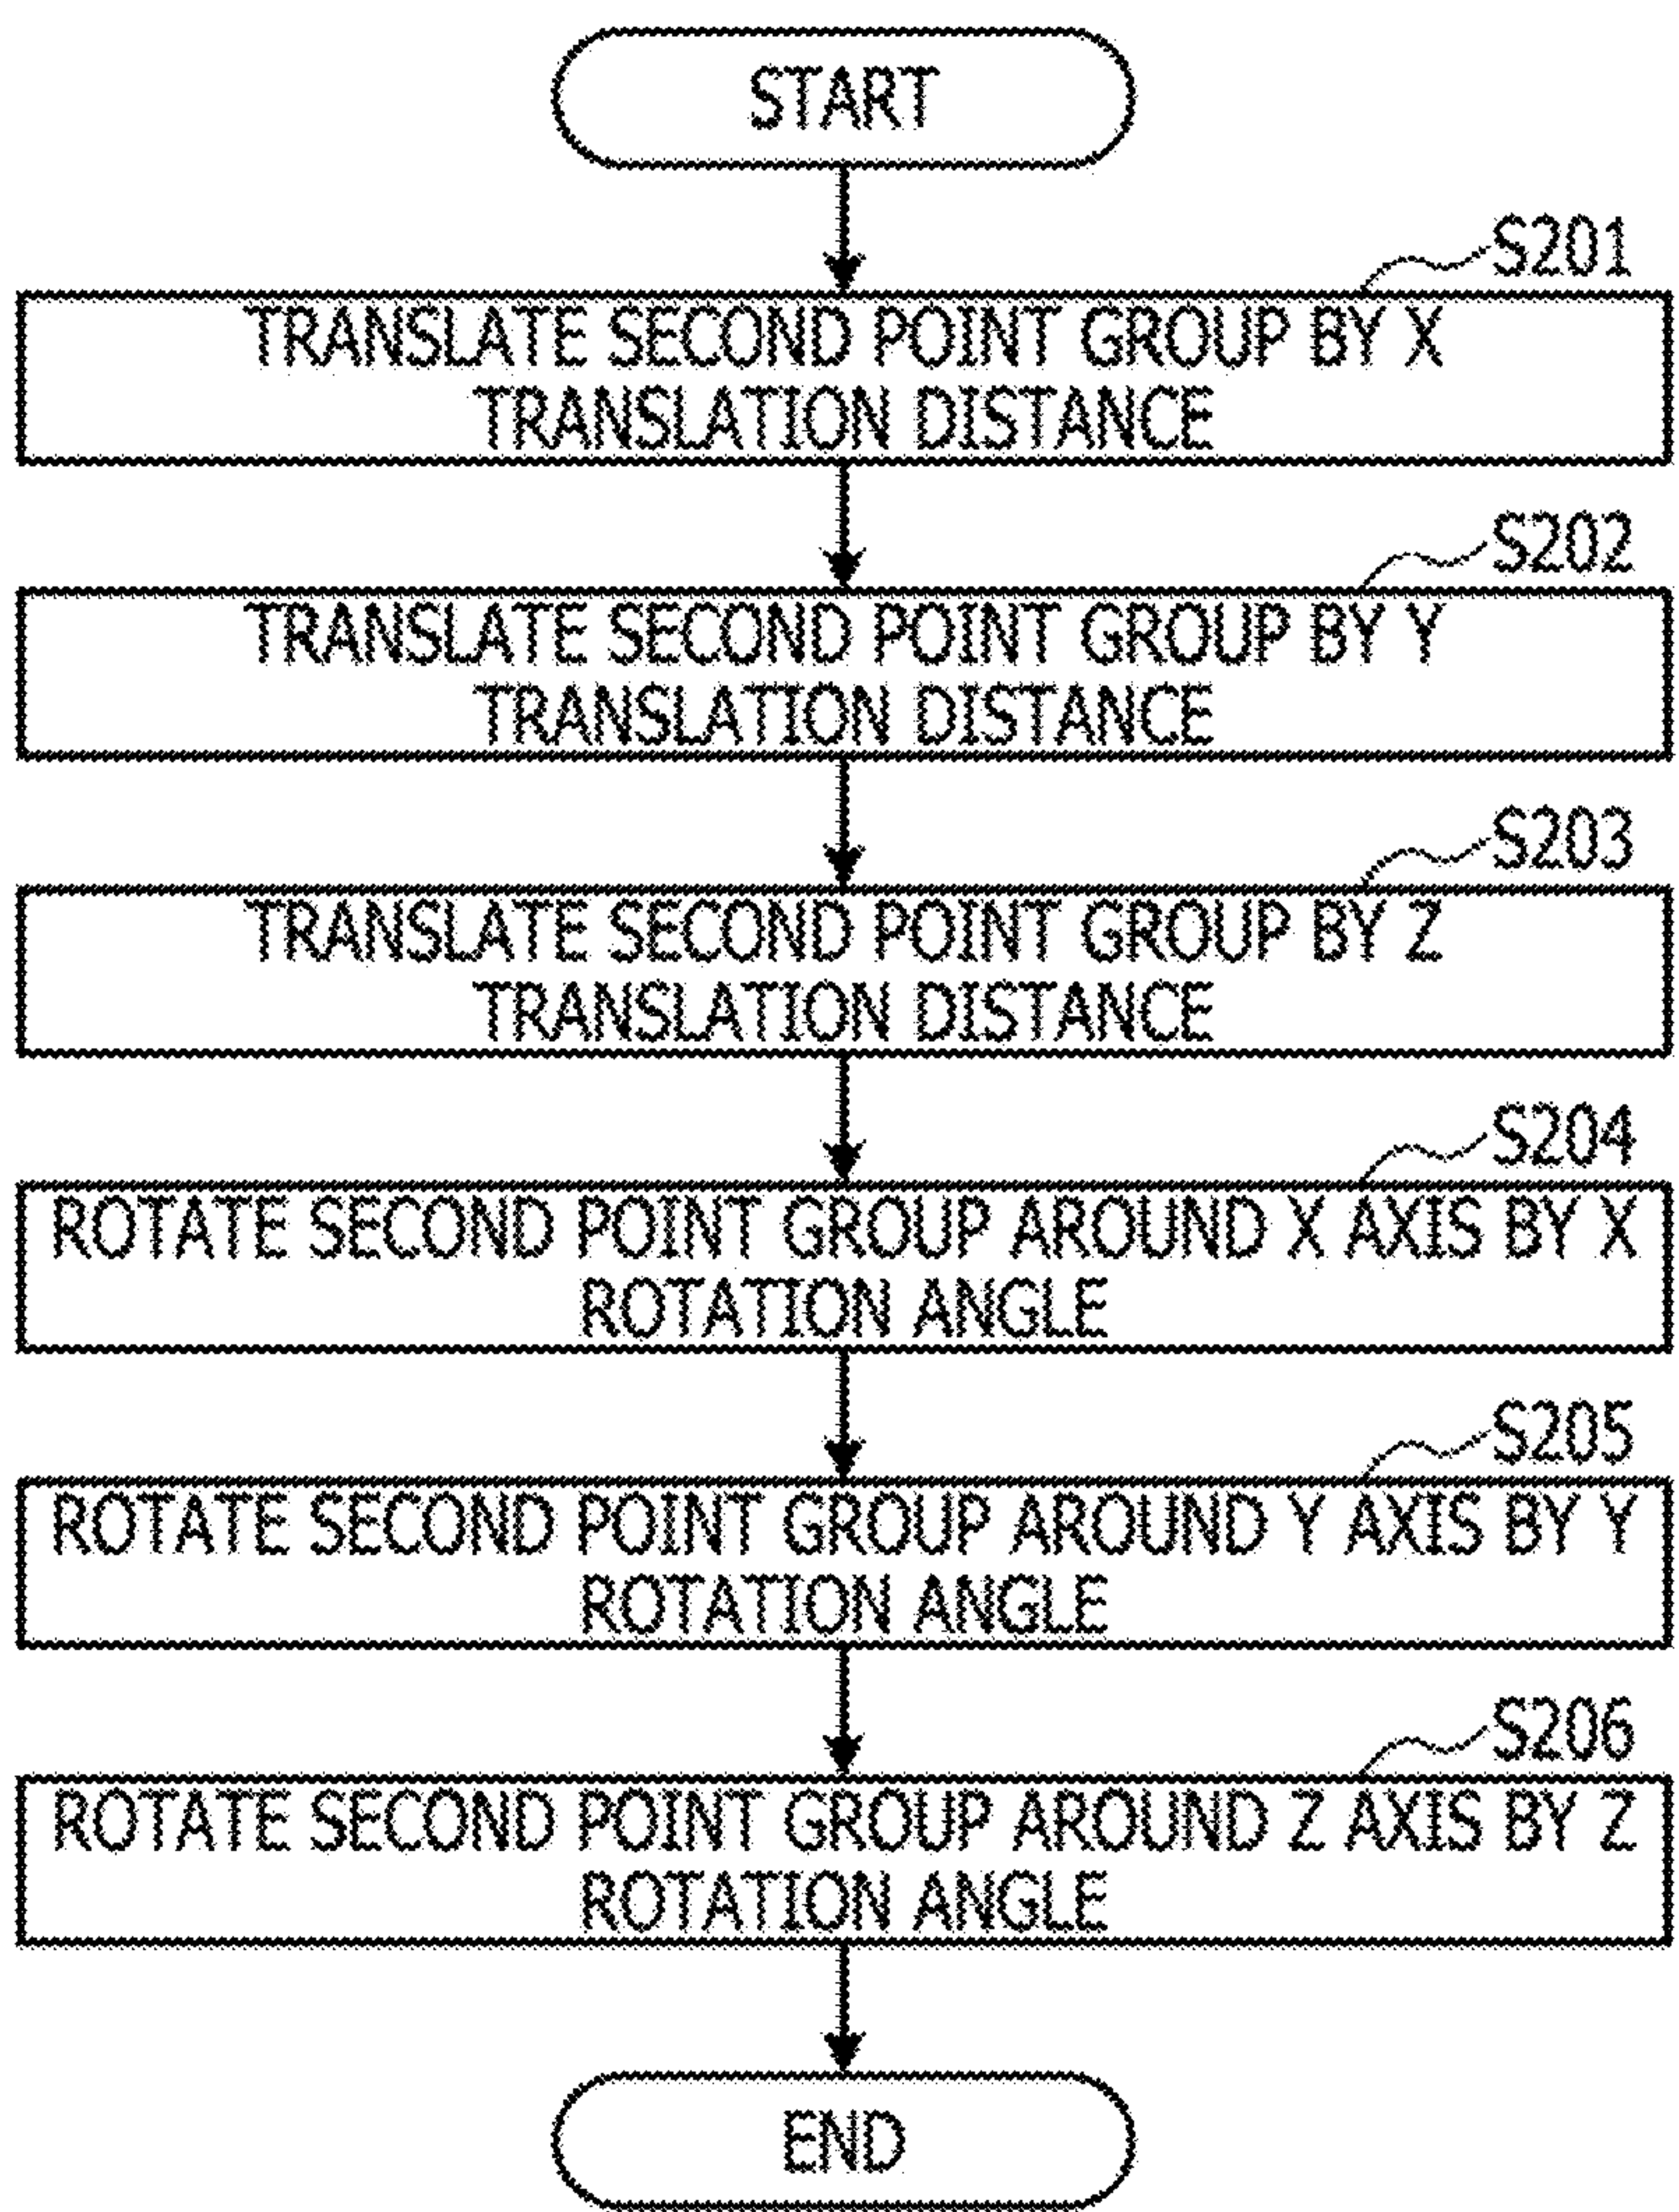 START
S201
TRANSLATE SECOND POINT GROUP BY X
TRANSLATION DISTANCE
S202
TRANSLATE SECOND POINT GROUP BY Y
TRANSLATION DISTANCE
S203
TRANSLATE SECOND POINT GROUP BY Z
TRANSLATION DISTANCE
S204
ROTATE SECOND POINT GROUP AROUND X AXIS BY X
ROTATION ANGLE
S205
ROTATE SECOND POINT GROUP AROUND Y AXIS BY Y
ROTATION ANGLE
S206
ROTATE SECOND POINT GROUP AROUND Z AXIS BY Z
ROTATION ANGLE
END